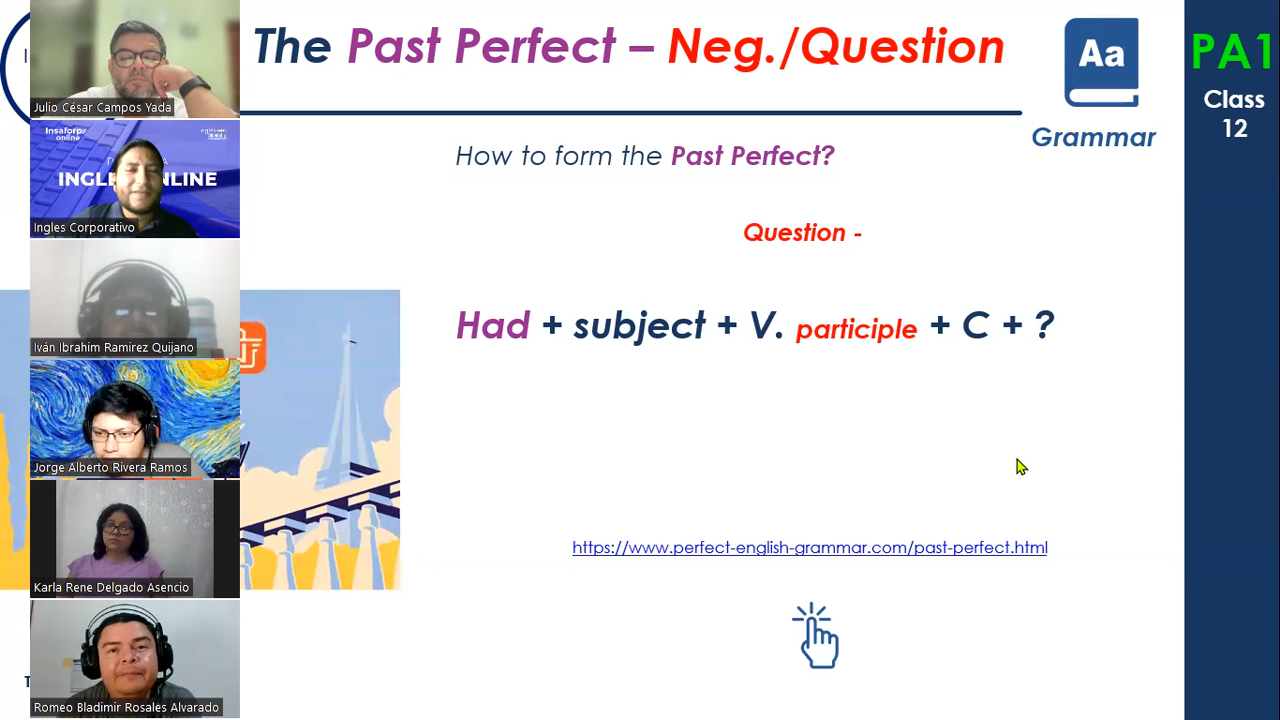 The Past Perfect – Neg./Question
Aa
Grammar
PA1
Class
12
How to form the Past Perfect?
Question -
Had + subject + V. participle + C + ?
https://www.perfect-english-grammar.com/past-perfect.html
Julio César Campos Yada
Insaforp
online
Ingles Corporativo
Iván Ibrahim Ramirez Quijano
Jorge Alberto Rivera Ramos
Karla Rene Delgado Asencio
Romeo Bladimir Rosales Alvarado